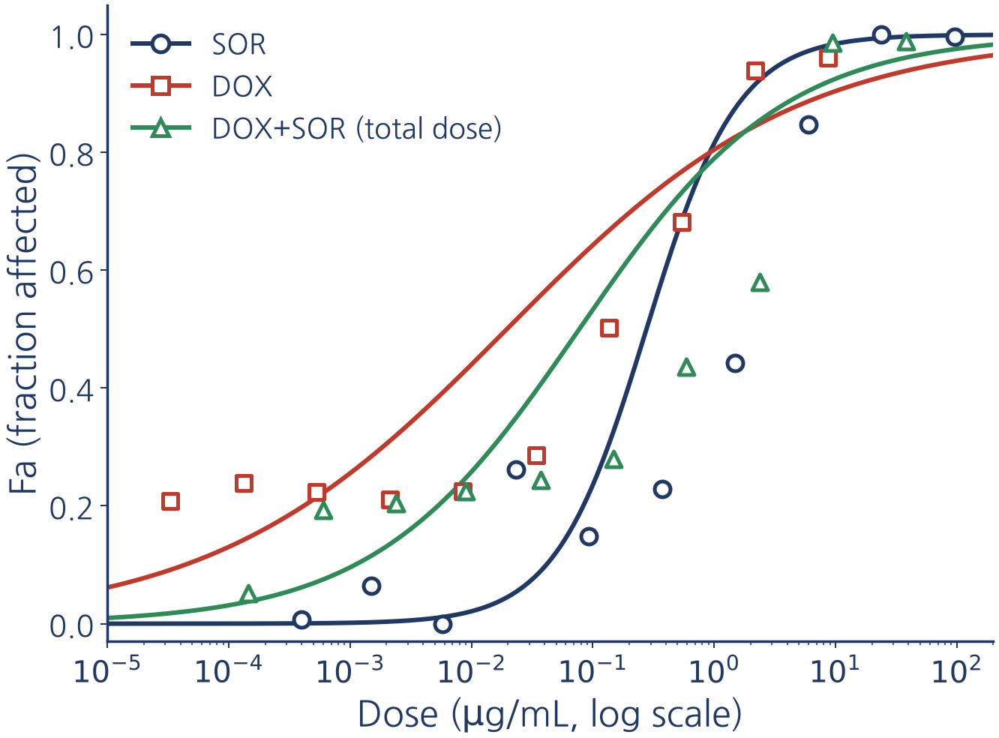 SOR
DOX
DOX+SOR (total dose)
Fa (fraction affected)
1.0
0.8
0.6
0.4
0.2
0.0
10⁻⁵ 10⁻⁴ 10⁻³ 10⁻² 10⁻¹ 10⁰ 10¹ 10²
Dose (μg/mL, log scale)